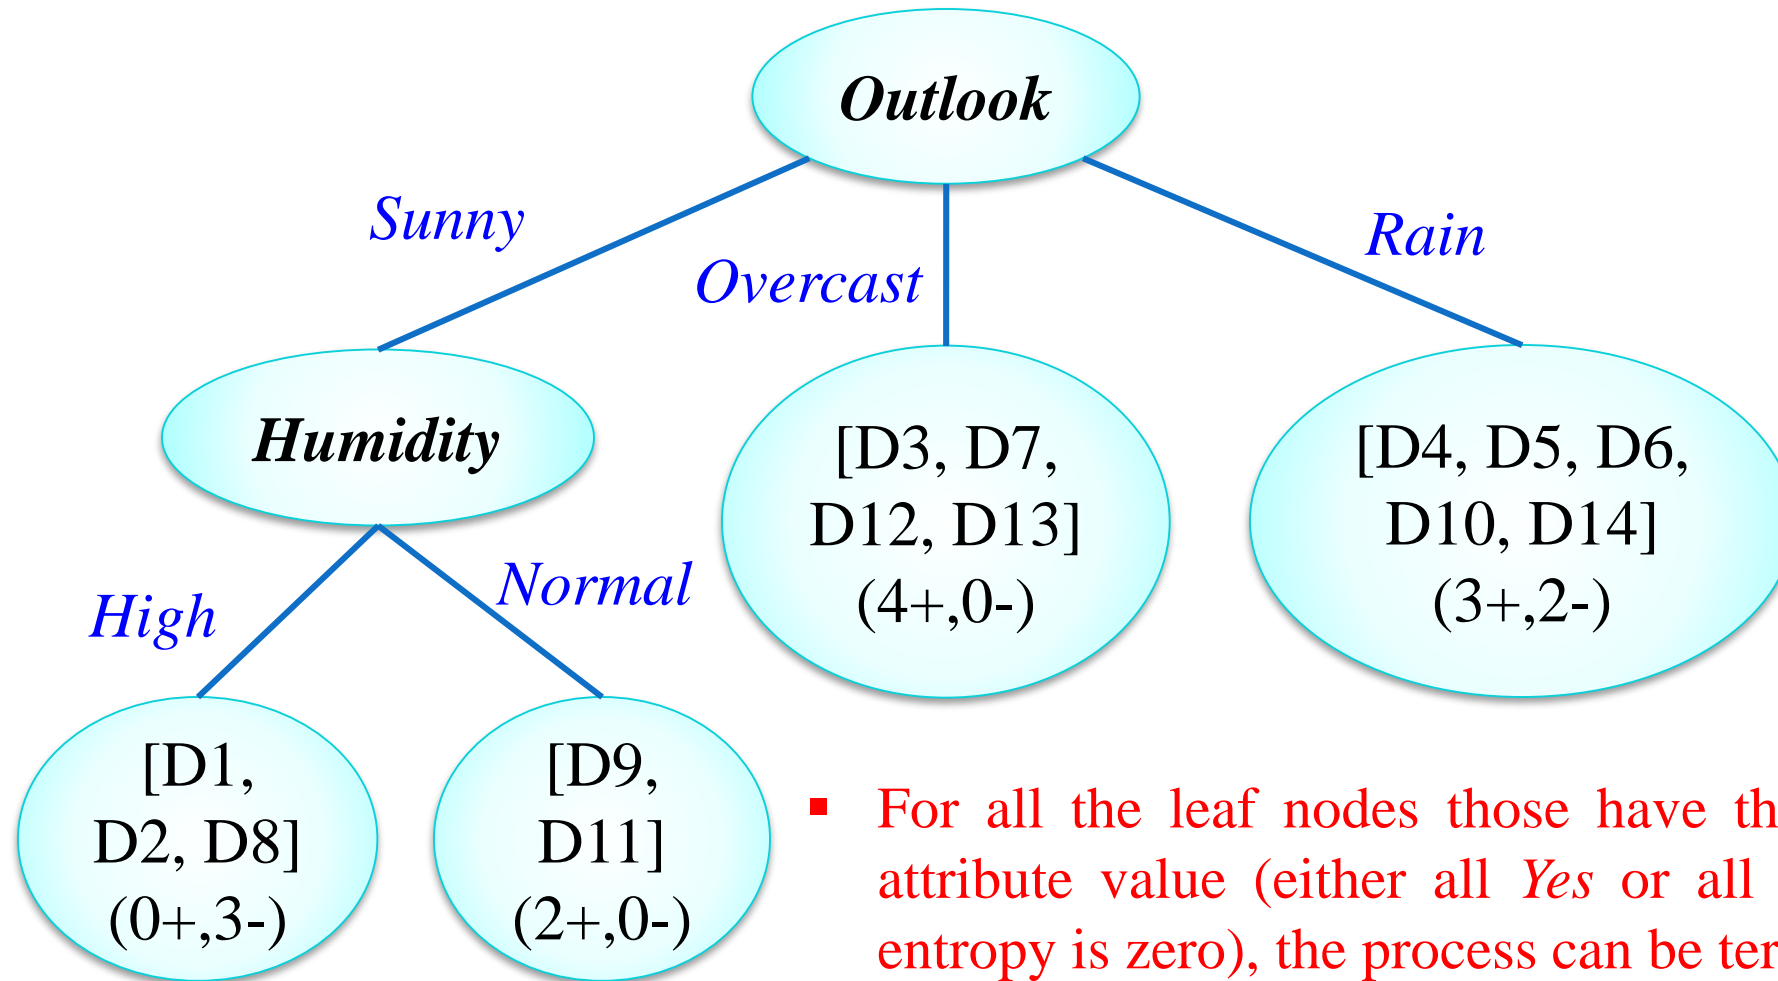 Outlook
Sunny
Overcast
Rain
Humidity
[D3, D7,
D12, D13]
(4+,0-)
[D4, D5, D6,
D10, D14]
(3+,2-)
High
Normal
[D1,
D2, D8]
(0+,3-)
[D9,
D11]
(2+,0-)
▪ For all the leaf nodes those have
attribute value (either all Yes or all
entropy is zero), the process can be